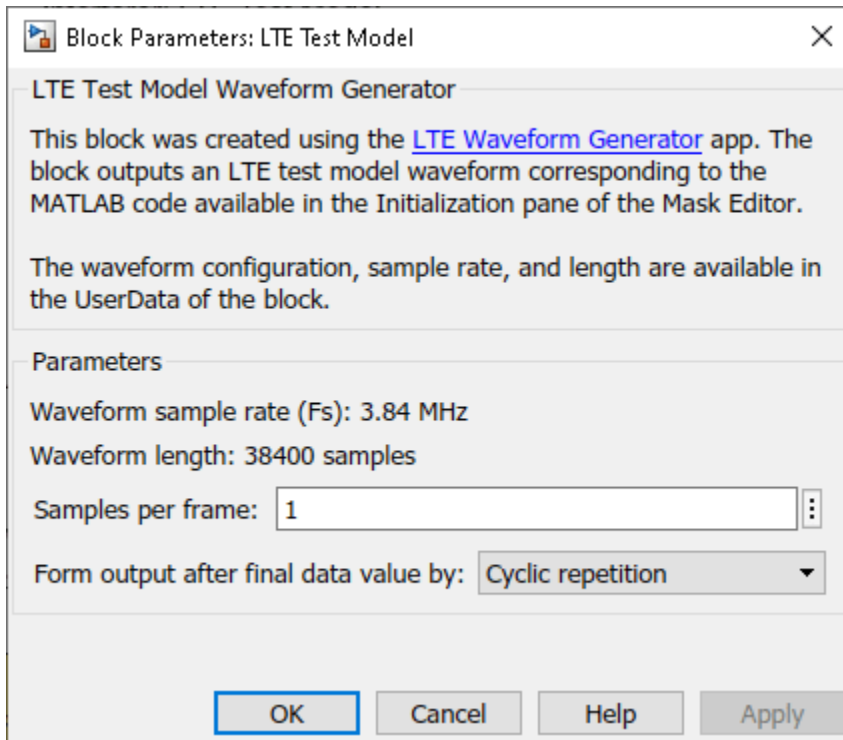 Block Parameters: LTE Test Model
LTE Test Model Waveform Generator
This block was created using the LTE Waveform Generator app. The
block outputs an LTE test model waveform corresponding to the
MATLAB code available in the Initialization pane of the Mask Editor.
The waveform configuration, sample rate, and length are available in
the UserData of the block.
Parameters
Waveform sample rate (Fs): 3.84 MHz
Waveform length: 38400 samples
Samples per frame: 1
Form output after final data value by: Cyclic repetition
OK Cancel Help Apply